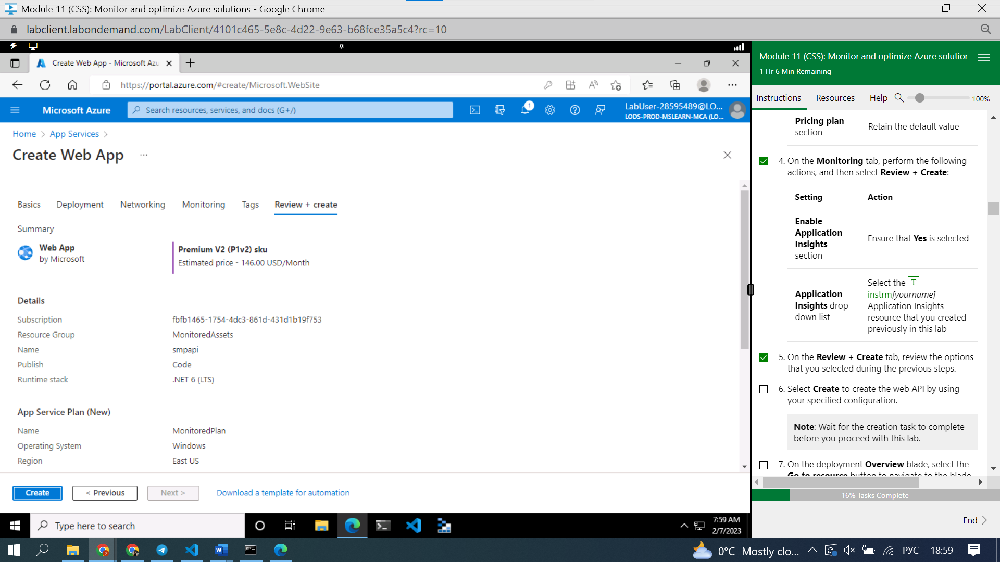 Module 11 (CSS): Monitor and optimize Azure solutions - Google Chrome
labclient.labondemand.com/LabClient/4101c465-5e8c-4d22-9e63-b68fce35a5c4?rc=10
Create Web App - Microsoft Azu
https://portal.azure.com/#create/Microsoft.WebSite
Microsoft Azure
Search resources, services, and docs (G+/)
1
LabUser-28595489@LO...
LODS-PROD-MSLEARN-MCA (LO...
Home > App Services >
Create Web App ...
Basics Deployment Networking Monitoring Tags Review + create
Summary
Web App
by Microsoft
Premium V2 (P1v2) sku
Estimated price - 146.00 USD/Month
Details
Subscription fbfb1465-1754-4dc3-861d-431d1b19f753
Resource Group MonitoredAssets
Name smpapi
Publish Code
Runtime stack .NET 6 (LTS)
App Service Plan (New)
Name MonitoredPlan
Operating System Windows
Region East US
Create < Previous Next > Download a template for automation
Type here to search
7:59 AM
2/7/2023
Module 11 (CSS): Monitor and optimize Azure solution
1 Hr 6 Min Remaining
Instructions Resources Help 100%
Pricing plan section Retain the default value
4. On the Monitoring tab, perform the following
actions, and then select Review + Create:
Setting Action
Enable
Application
Insights
section
Ensure that Yes is selected
Application
Insights drop-
down list
Select the T
instrm[yourname]
Application Insights
resource that you created
previously in this lab
5. On the Review + Create tab, review the options
that you selected during the previous steps.
6. Select Create to create the web API by using
your specified configuration.
Note: Wait for the creation task to complete
before you proceed with this lab.
7. On the deployment Overview blade, select the
Go to resource button to navigate to the blade
16% Tasks Complete
End >
0°C Mostly clo... РУС 18:59